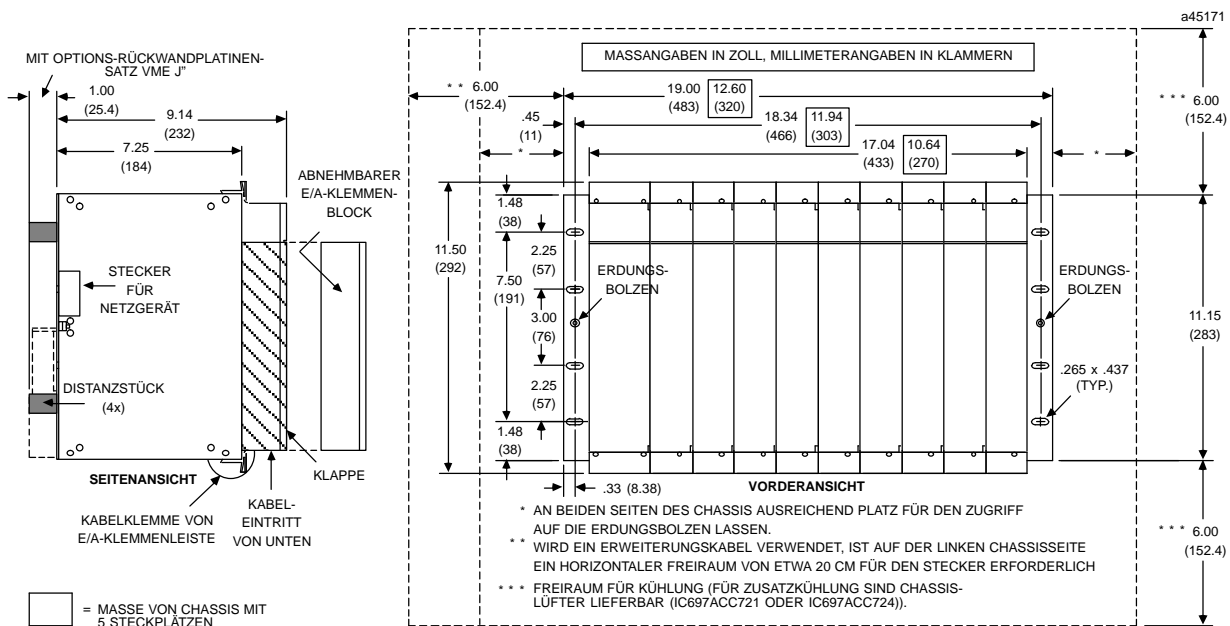 a45171
MIT OPTIONS-RÜCKWANDPLATINEN-
SATZ VME J"
1.00
(25.4)
9.14
(232)
7.25
(184)
ABNEHMBARER
E/A-KLEMMEN-
BLOCK
STECKER
FÜR
NETZGERÄT
DISTANZSTÜCK
(4x)
SEITENANSICHT
KLAPPE
KABELKLEMME VON
E/A-KLEMMENLEISTE
KABEL-
EINTRITT
VON UNTEN
= MASSE VON CHASSIS MIT
5 STECKPLÄTZEN
MASSANGABEN IN ZOLL, MILLIMETERANGABEN IN KLAMMERN
* * 6.00
(152.4)
19.00 12.60
(483) (320)
* * * 6.00
(152.4)
.45
(11)
18.34 11.94
(466) (303)
*
17.04 10.64
(433) (270)
*
1.48
(38)
11.50
(292)
2.25
(57)
7.50
(191)
ERDUNGS-
BOLZEN
ERDUNGS-
BOLZEN
3.00
(76)
11.15
(283)
2.25
(57)
.265 x .437
(TYP.)
1.48
(38)
.33 (8.38)
VORDERANSICHT
* AN BEIDEN SEITEN DES CHASSIS AUSREICHEND PLATZ FÜR DEN ZUGRIFF
AUF DIE ERDUNGSBOLZEN LASSEN.
* * WIRD EIN ERWEITERUNGSKABEL VERWENDET, IST AUF DER LINKEN CHASSISSEITE
EIN HORIZONTALER FREIRAUM VON ETWA 20 CM FÜR DEN STECKER ERFORDERLICH
* * * FREIRAUM FÜR KÜHLUNG (FÜR ZUSATZKÜHLUNG SIND CHASSIS-
LÜFTER LIEFERBAR (IC697ACC721 ODER IC697ACC724)).
* * * 6.00
(152.4)